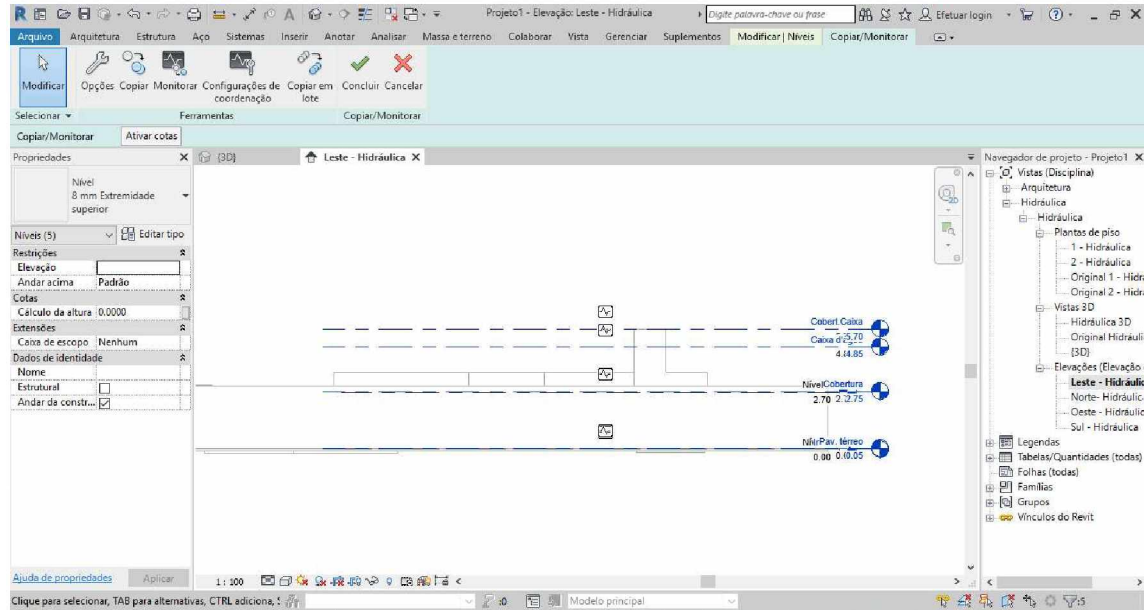 Projeto1 - Elevação: Leste - Hidráulica
Digite palavra-chave ou frase
Efetuar login
Arquivo Arquitetura Estrutura Aço Sistemas Inserir Anotar Analisar Massa e terreno Colaborar Vista Gerenciar Suplementos Modificar | Níveis Copiar/Monitorar
Modificar Opções Copiar Monitorar Configurações de coordenação Copiar em lote Concluir Cancelar
Selecionar Ferramentas Copiar/Monitorar
Copiar/Monitorar Ativar cotas
Propriedades
{3D}
Leste - Hidráulica
Navegador de projeto - Projeto1
Nível
8 mm Extremidade
superior
Níveis (5) Editar tipo
Restrições
Elevação
Andar acima Padrão
Cotas
Cálculo da altura 0.0000
Extensões
Caixa de escopo Nenhum
Dados de identidade
Nome
Estrutural
Andar da constr...
2D
Cobert. Caixa
5.70
4.85
Cobertura
2.70 2.75
Pav. térreo
0.00 0.05
Vistas (Disciplina)
Arquitetura
Hidráulica
Hidráulica
Plantas de piso
1 - Hidráulica
2 - Hidráulica
Original 1 - Hidr
Original 2 - Hidr
Vistas 3D
Hidráulica 3D
Original Hidráuli
{3D}
Elevações (Elevação
Leste - Hidráulic
Norte- Hidráulic
Oeste - Hidráulic
Sul - Hidráulica
Legendas
Tabelas/Quantidades (todas)
Folhas (todas)
Famílias
Grupos
Vínculos do Revit
Ajuda de propriedades Aplicar
1 : 100
Clique para selecionar, TAB para alternativas, CTRL adiciona, :0 Modelo principal :5